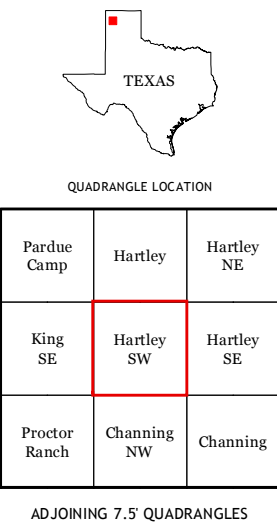 TEXAS
QUADRANGLE LOCATION
Pardue
Camp
Hartley
Hartley
NE
King
SE
Hartley
SW
Hartley
SE
Proctor
Ranch
Channing
NW
Channing
ADJOINING 7.5' QUADRANGLES